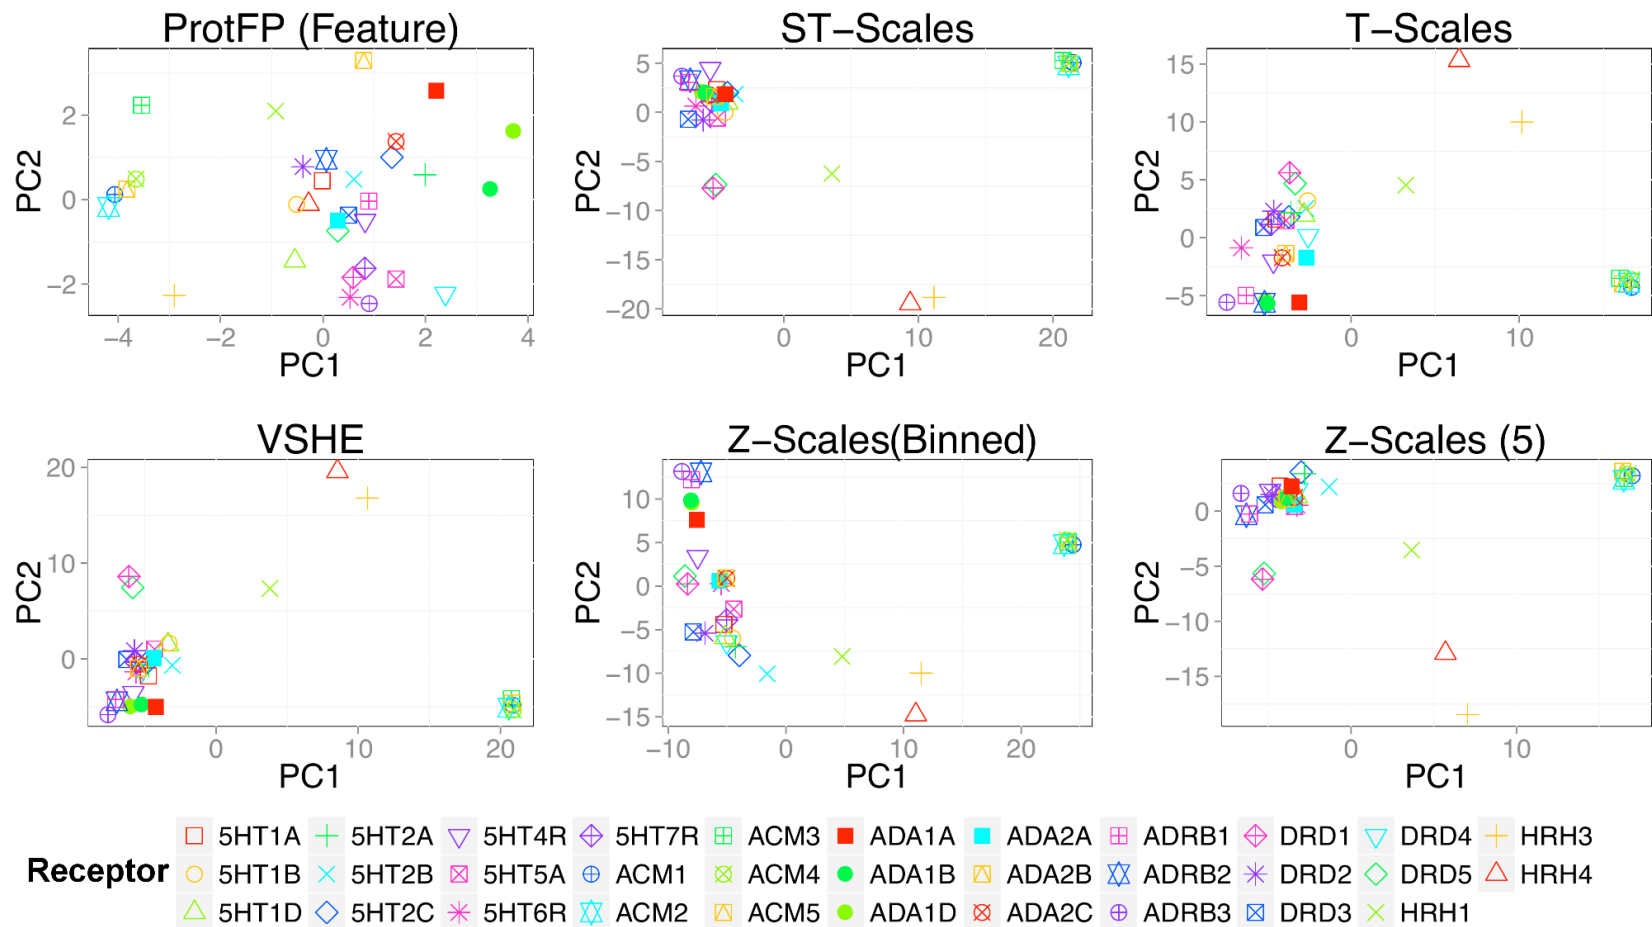 ProtFP (Feature)
ST−Scales
T−Scales
PC2
2
0
−2
−4
−2
0
2
4
PC1
PC2
5
0
−5
−10
−15
−20
0
10
20
PC1
PC2
15
10
5
0
−5
0
10
PC1
VSHE
Z−Scales(Binned)
Z−Scales (5)
PC2
20
10
0
0
10
20
PC1
PC2
10
5
0
−5
−10
−15
−10
0
10
20
PC1
PC2
0
−5
−10
−15
0
10
PC1
5HT1A 5HT2A 5HT4R 5HT7R ACM3 ADA1A ADA2A ADRB1 DRD1 DRD4 HRH3
Receptor 5HT1B 5HT2B 5HT5A ACM1 ACM4 ADA1B ADA2B ADRB2 DRD2 DRD5 HRH4
5HT1D 5HT2C 5HT6R ACM2 ACM5 ADA1D ADA2C ADRB3 DRD3 HRH1